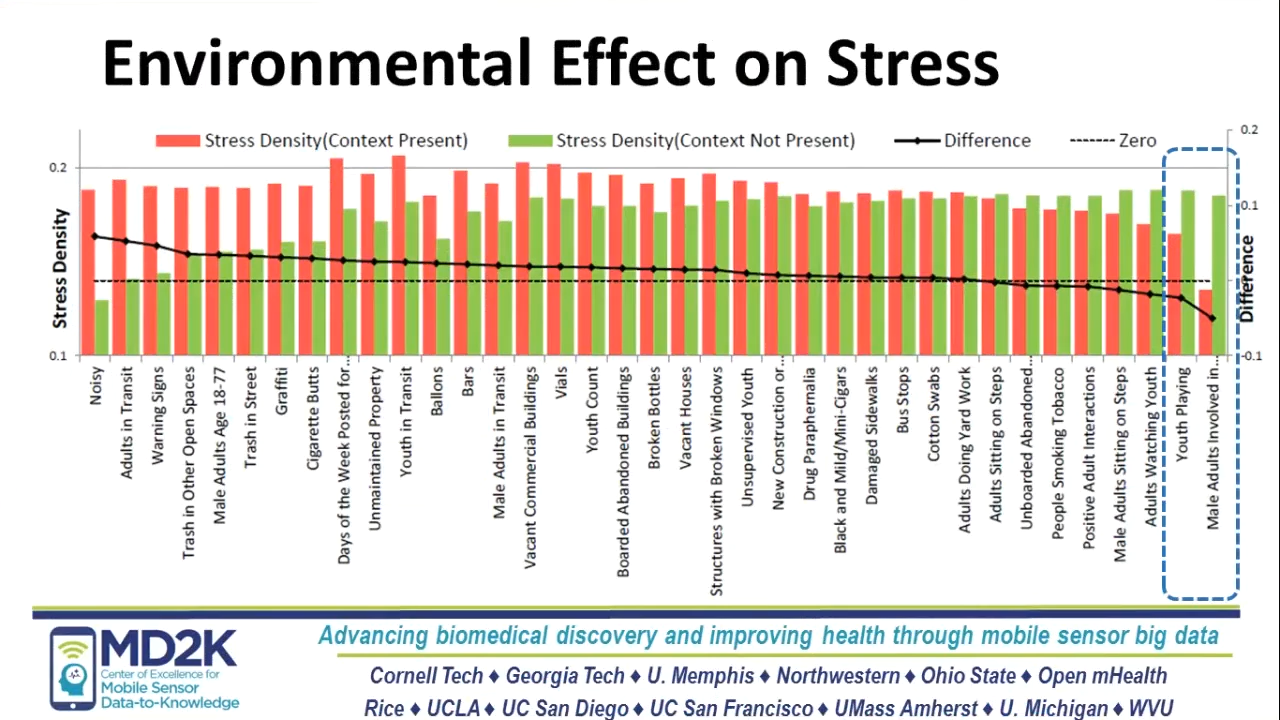 Environmental Effect on Stress
Stress Density(Context Present)
Stress Density(Context Not Present)
Difference
Zero
0.2
0.1
Stress Density
0.2
0.1
-0.1
Difference
Noisy
Adults in Transit
Warning Signs
Trash in Other Open Spaces
Male Adults Age 18-77
Trash in Street
Graffiti
Cigarette Butts
Days of the Week Posted for...
Unmaintained Property
Youth in Transit
Ballons
Bars
Male Adults in Transit
Vacant Commercial Buildings
Vials
Youth Count
Boarded Abandoned Buildings
Broken Bottles
Vacant Houses
Structures with Broken Windows
Unsupervised Youth
New Construction or...
Drug Paraphernalia
Black and Mild/Mini-Cigars
Damaged Sidewalks
Bus Stops
Cotton Swabs
Adults Doing Yard Work
Adults Sitting on Steps
Unboarded Abandoned...
People Smoking Tobacco
Positive Adult Interactions
Male Adults Sitting on Steps
Adults Watching Youth
Youth Playing
Male Adults Involved in...
MD2K
Center of Excellence for
Mobile Sensor
Data-to-Knowledge
Advancing biomedical discovery and improving health through mobile sensor big data
Cornell Tech ♦ Georgia Tech ♦ U. Memphis ♦ Northwestern ♦ Ohio State ♦ Open mHealth
Rice ♦ UCLA ♦ UC San Diego ♦ UC San Francisco ♦ UMass Amherst ♦ U. Michigan ♦ WVU